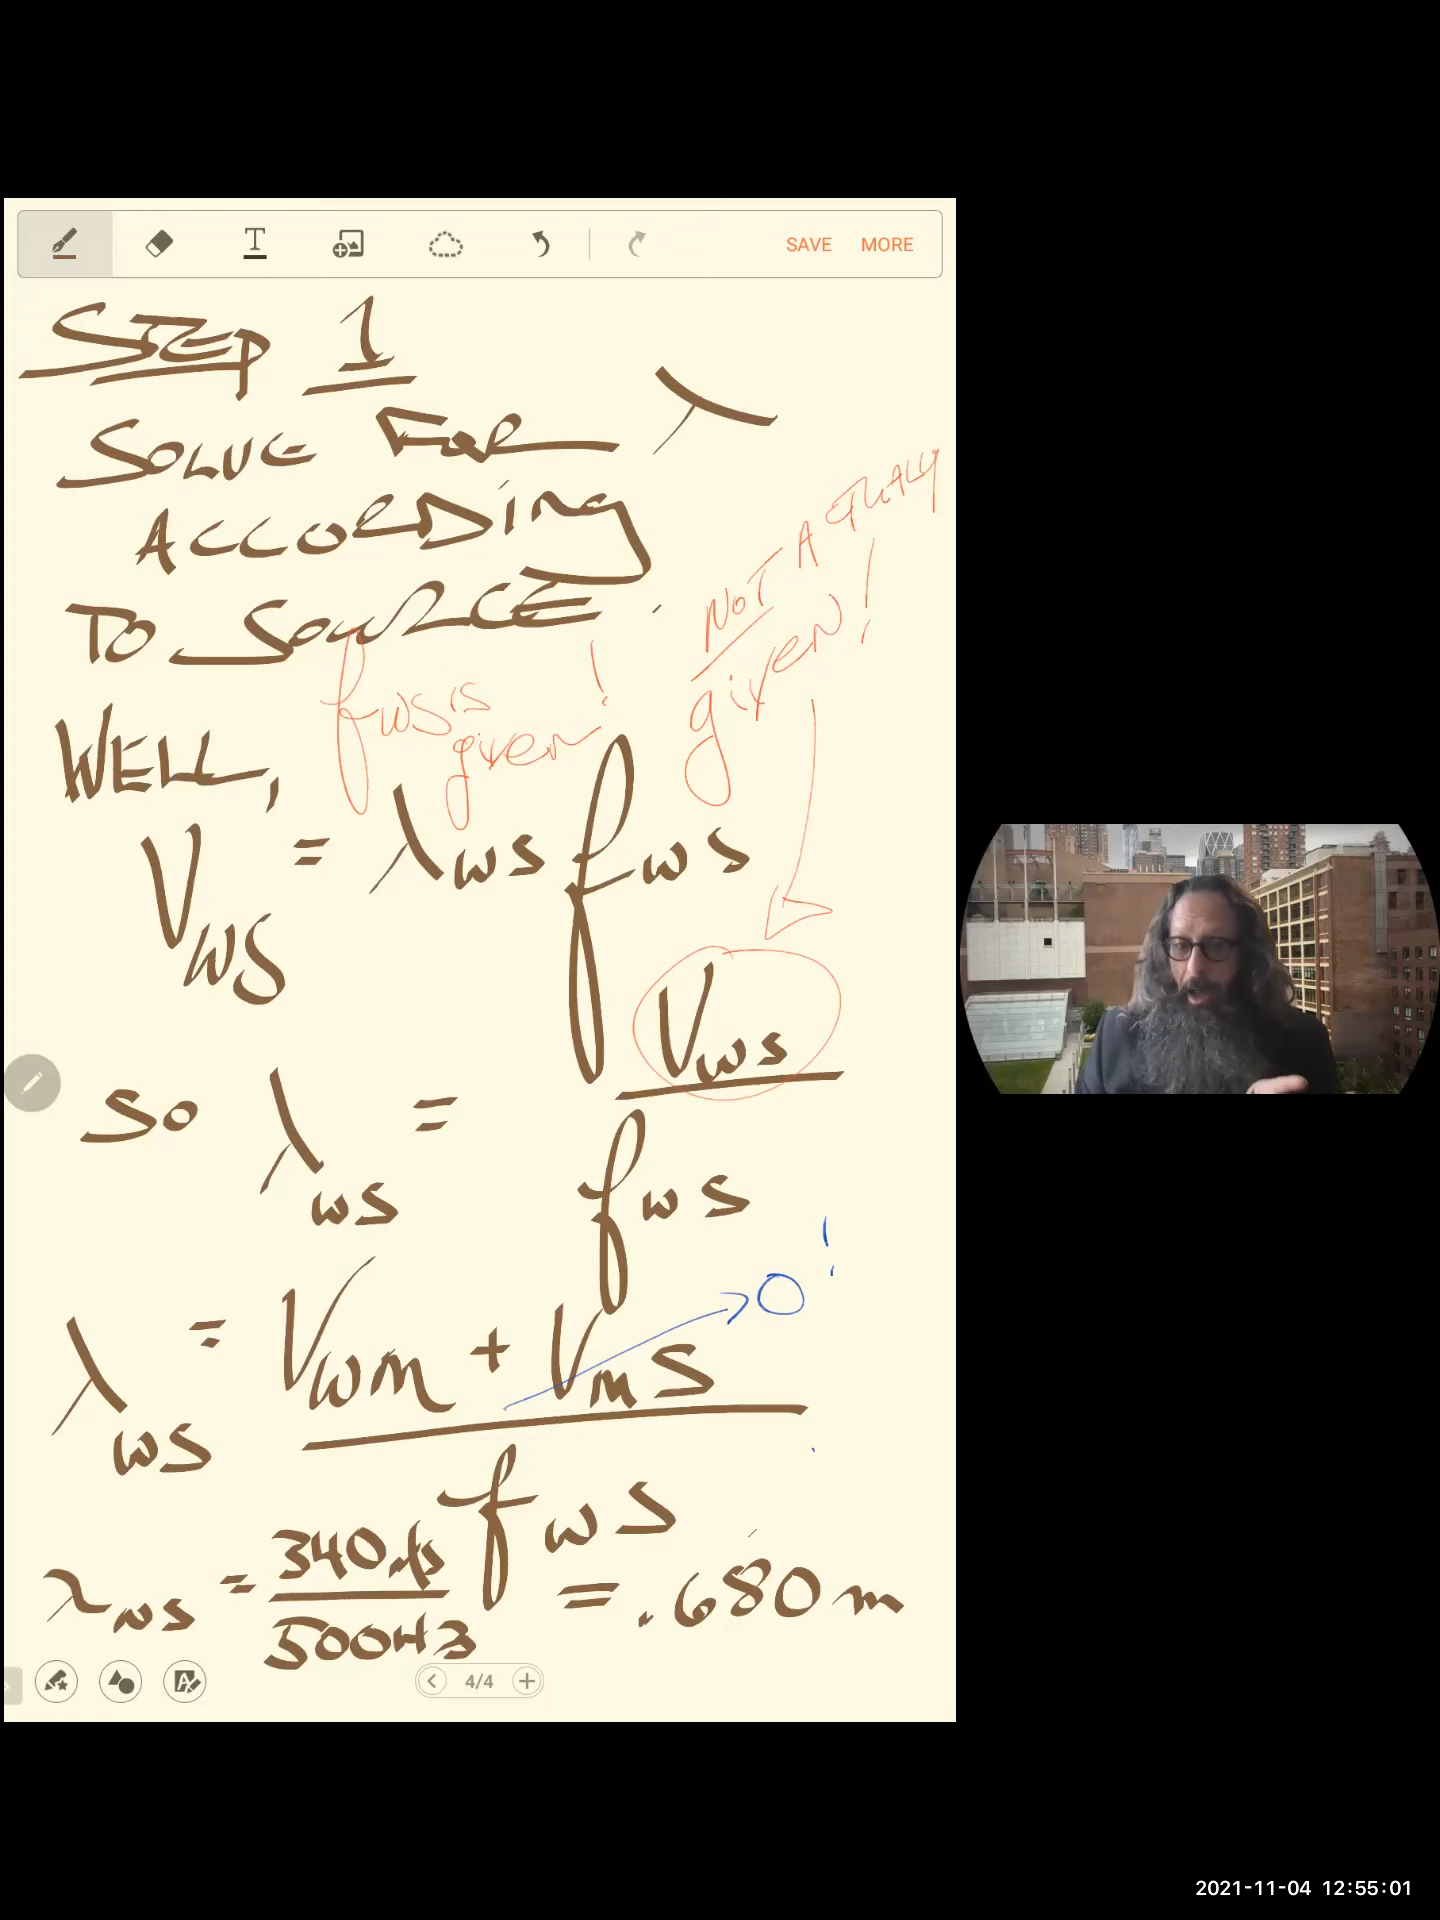 SAVE MORE
STEP 1
SOLVE FOR λ
ACCORDING
TO SOURCE.
NOT ACTUALLY
given!
fws is
given!
WELL,
Vws = λws fws
so λws = Vws
fws
λws = Vwm + Vms → 0!
fws
λws = 340 m/s = .680 m
500 Hz
4/4
2021-11-04 12:55:01